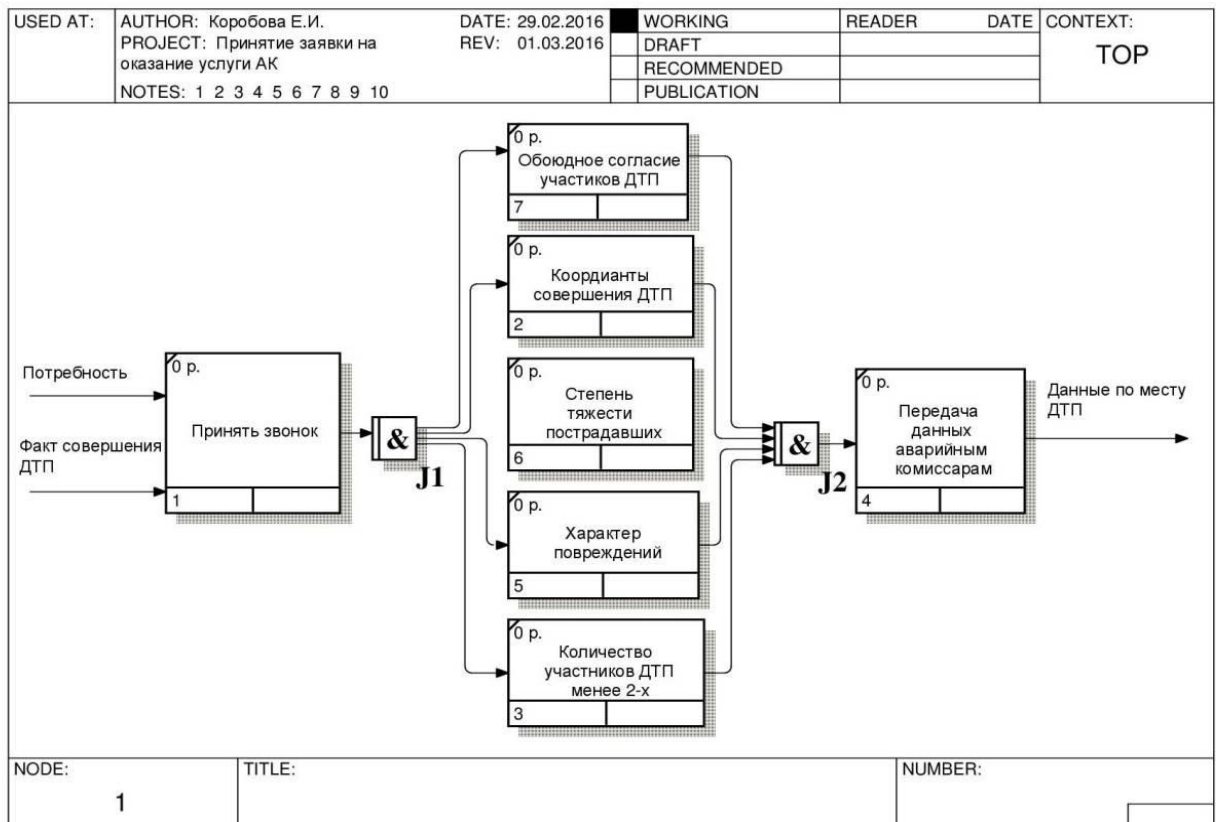 USED AT:
AUTHOR: Коробова Е.И.
DATE: 29.02.2016
PROJECT: Принятие заявки на
оказание услуги АК
REV: 01.03.2016
NOTES: 1 2 3 4 5 6 7 8 9 10
WORKING
DRAFT
RECOMMENDED
PUBLICATION
READER DATE
CONTEXT:
TOP
Потребность
Факт совершения
ДТП
0 р.
Принять звонок
1
&
J1
0 р.
Обоюдное согласие
участиков ДТП
7
0 р.
Коордианты
совершения ДТП
2
0 р.
Степень
тяжести
пострадавших
6
0 р.
Характер
повреждений
5
0 р.
Количество
участников ДТП
менее 2-х
3
&
J2
0 р.
Передача
данных
аварийным
комиссарам
4
Данные по месту
ДТП
NODE:
1
TITLE:
NUMBER: